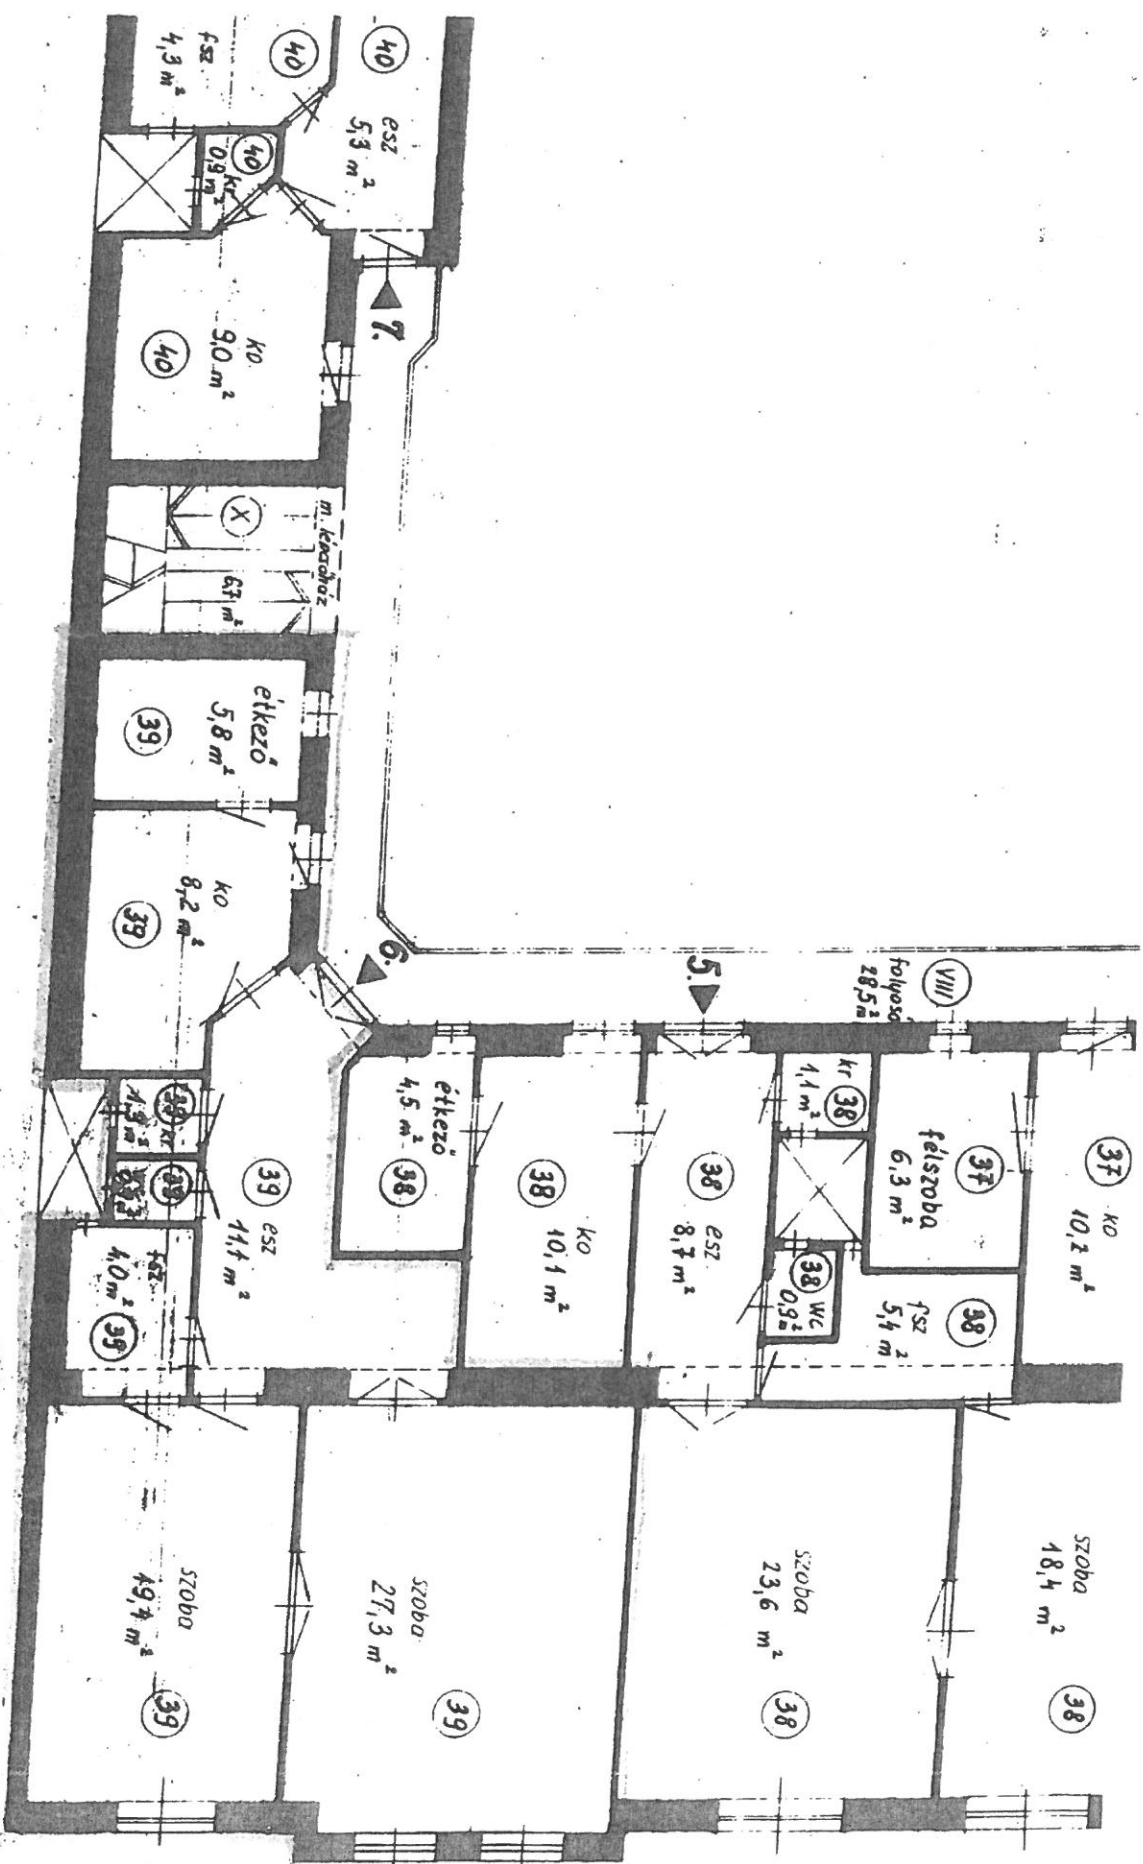 40
fsz.
4,3 m²
40
esz
5,3 m²
40
kr
0,9 m²
7.
ko
9,0 m²
40
m. lépcsőház
X
6,7 m²
étkező
5,8 m²
39
ko
8,2 m²
39
6.
5.
VIII
folyosó
28,5 m²
39
kr
39
39
esz
11,1 m²
fsz.
4,0 m²
39
étkező
4,5 m²
38
38
ko
10,1 m²
38
esz
8,7 m²
38
kr
1,1 m²
38
WC
0,9 m²
38
fsz
5,4 m²
37
félszoba
6,3 m²
37
ko
10,2 m²
szoba
19,4 m²
39
szoba
27,3 m²
39
szoba
23,6 m²
38
szoba
18,4 m²
38